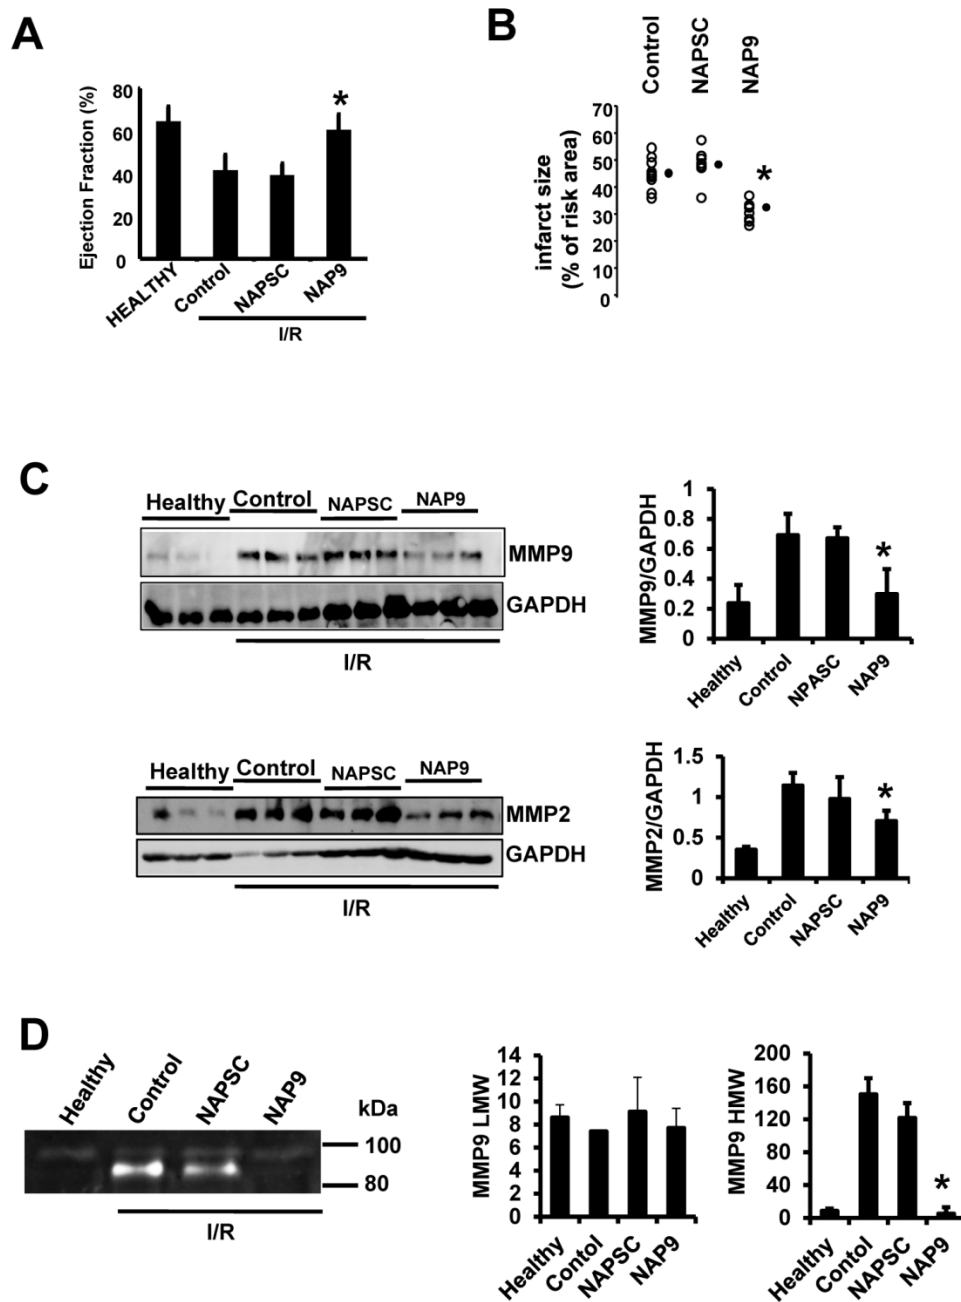 A
Ejection Fraction (%)
80
60
40
20
0
*
HEALTHY
Control
NAPSC
NAP9
I/R
B
Control
NAPSC
NAP9
infarct size
(% of risk area)
70
60
50
40
30
20
10
0
*
C
Healthy Control NAPSC NAP9
MMP9
GAPDH
I/R
MMP9/GAPDH
1
0.8
0.6
0.4
0.2
0
*
Healthy
Control
NPASC
NAP9
Healthy Control NAPSC NAP9
MMP2
GAPDH
I/R
MMP2/GAPDH
1.5
1
0.5
0
*
Healthy
Control
NAPSC
NAP9
D
Healthy
Control
NAPSC
NAP9
kDa
100
80
I/R
MMP9 LMW
14
12
10
8
6
4
2
0
Healthy
Contol
NAPSC
NAP9
MMP9 HMW
200
160
120
80
40
0
*
Healthy
Control
NAPSC
NAP9